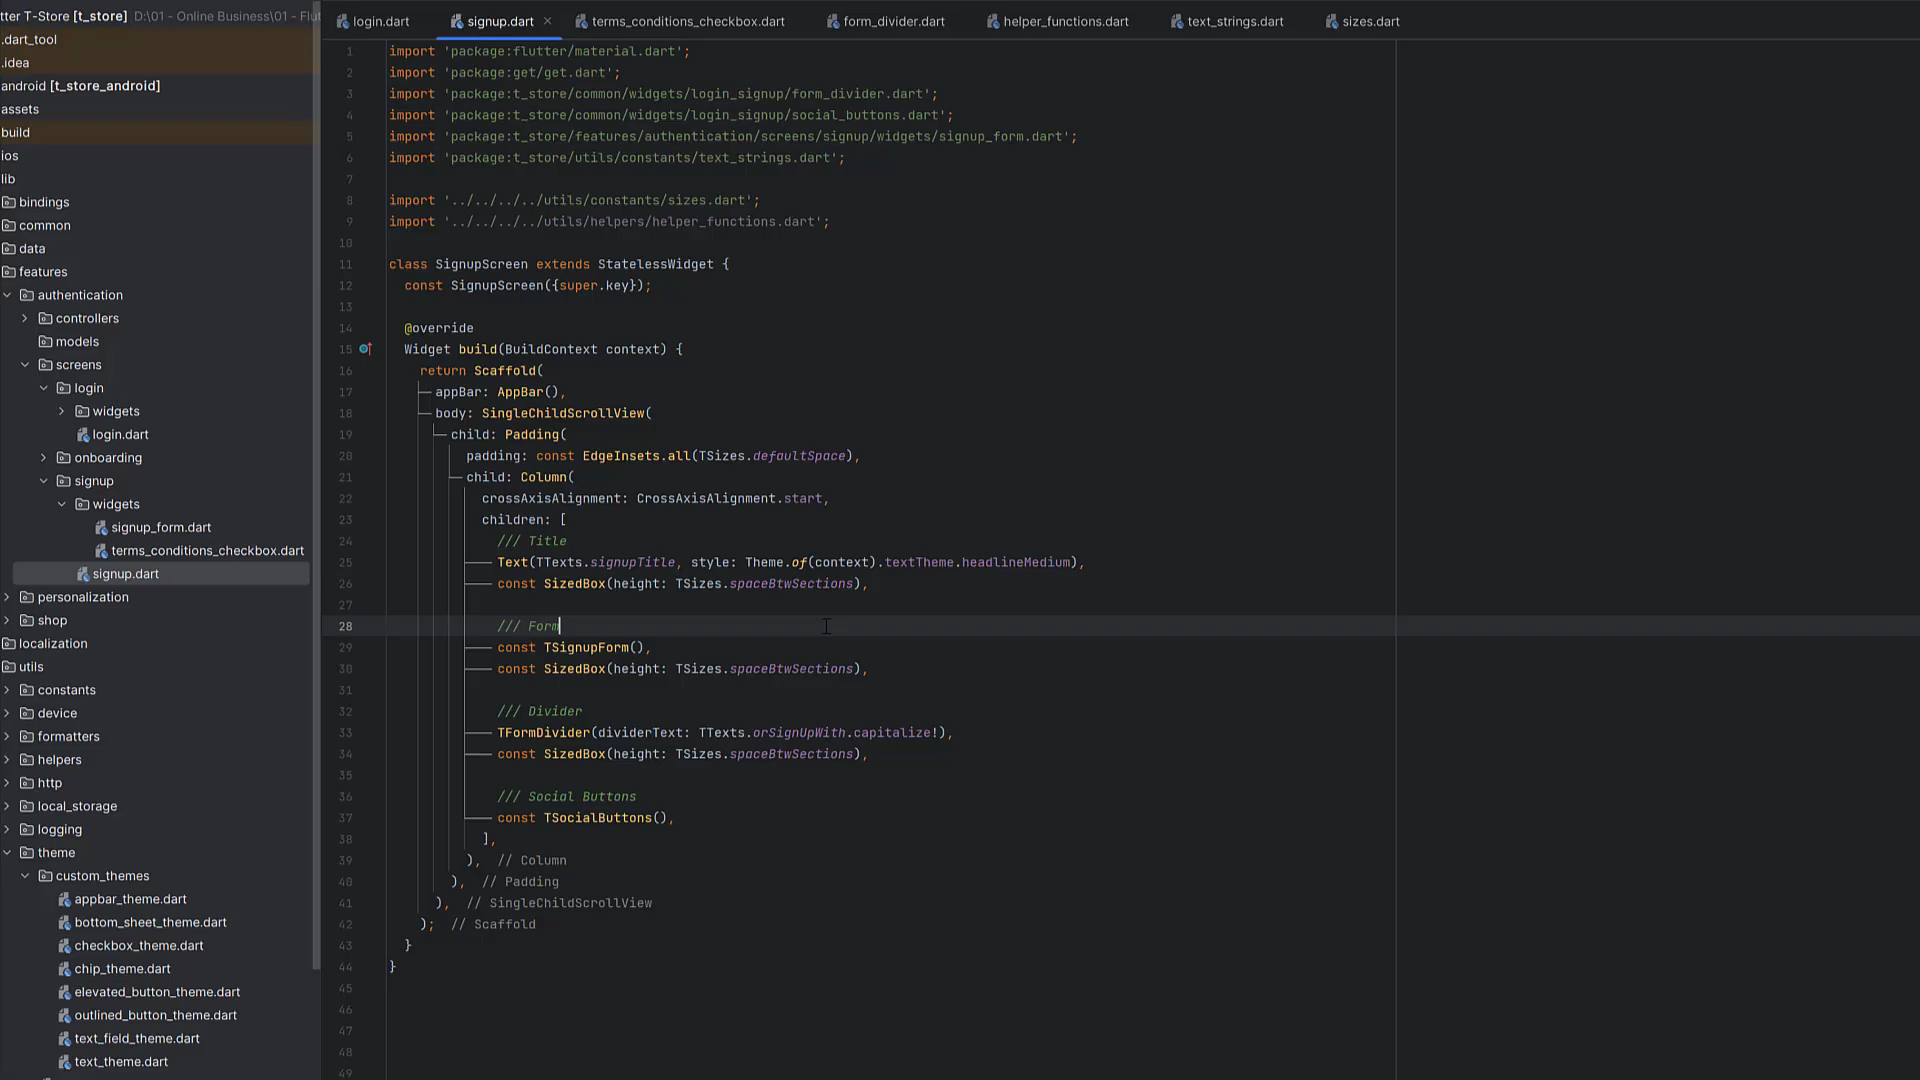 tter T-Store [t_store] D:\01 - Online Business\01 - Flu
.dart_tool
.idea
android [t_store_android]
assets
build
ios
lib
bindings
common
data
features
authentication
controllers
models
screens
login
widgets
login.dart
onboarding
signup
widgets
signup_form.dart
terms_conditions_checkbox.dart
signup.dart
personalization
shop
localization
utils
constants
device
formatters
helpers
http
local_storage
logging
theme
custom_themes
appbar_theme.dart
bottom_sheet_theme.dart
checkbox_theme.dart
chip_theme.dart
elevated_button_theme.dart
outlined_button_theme.dart
text_field_theme.dart
text_theme.dart
login.dart signup.dart terms_conditions_checkbox.dart form_divider.dart helper_functions.dart text_strings.dart sizes.dart
1 import 'package:flutter/material.dart';
2 import 'package:get/get.dart';
3 import 'package:t_store/common/widgets/login_signup/form_divider.dart';
4 import 'package:t_store/common/widgets/login_signup/social_buttons.dart';
5 import 'package:t_store/features/authentication/screens/signup/widgets/signup_form.dart';
6 import 'package:t_store/utils/constants/text_strings.dart';
7
8 import '../../../../utils/constants/sizes.dart';
9 import '../../../../utils/helpers/helper_functions.dart';
10
11 class SignupScreen extends StatelessWidget {
12 const SignupScreen({super.key});
13
14 @override
15 Widget build(BuildContext context) {
16 return Scaffold(
17 appBar: AppBar(),
18 body: SingleChildScrollView(
19 child: Padding(
20 padding: const EdgeInsets.all(TSizes.defaultSpace),
21 child: Column(
22 crossAxisAlignment: CrossAxisAlignment.start,
23 children: [
24 /// Title
25 Text(TTexts.signupTitle, style: Theme.of(context).textTheme.headlineMedium),
26 const SizedBox(height: TSizes.spaceBtwSections),
27
28 /// Form
29 const TSignupForm(),
30 const SizedBox(height: TSizes.spaceBtwSections),
31
32 /// Divider
33 TFormDivider(dividerText: TTexts.orSignUpWith.capitalize!),
34 const SizedBox(height: TSizes.spaceBtwSections),
35
36 /// Social Buttons
37 const TSocialButtons(),
38 ],
39 ), // Column
40 ), // Padding
41 ), // SingleChildScrollView
42 ); // Scaffold
43 }
44 }
45
46
47
48
49